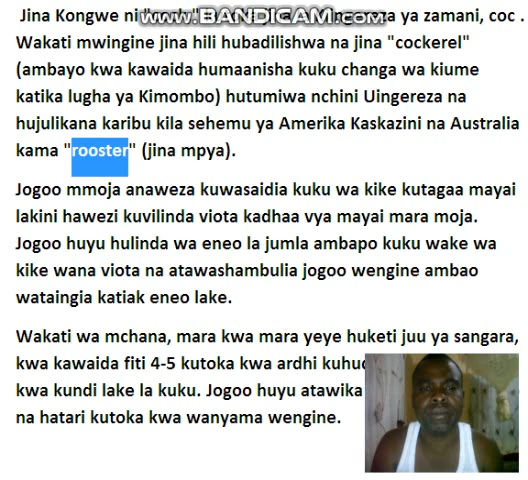 www.BANDICAM.com
Jina Kongwe ni ya zamani, coc .
Wakati mwingine jina hili hubadilishwa na jina "cockerel"
(ambayo kwa kawaida humaanisha kuku changa wa kiume
katika lugha ya Kimombo) hutumiwa nchini Uingereza na
hujulikana karibu kila sehemu ya Amerika Kaskazini na Australia
kama "rooster" (jina mpya).
Jogoo mmoja anaweza kuwasaidia kuku wa kike kutagaa mayai
lakini hawezi kuvilinda viota kadhaa vya mayai mara moja.
Jogoo huyu hulinda wa eneo la jumla ambapo kuku wake wa
kike wana viota na atawashambulia jogoo wengine ambao
wataingia katiak eneo lake.
Wakati wa mchana, mara kwa mara yeye huketi juu ya sangara,
kwa kawaida fiti 4-5 kutoka kwa ardhi
kwa kundi lake la kuku. Jogoo huyu atawika
na hatari kutoka kwa wanyama wengine.